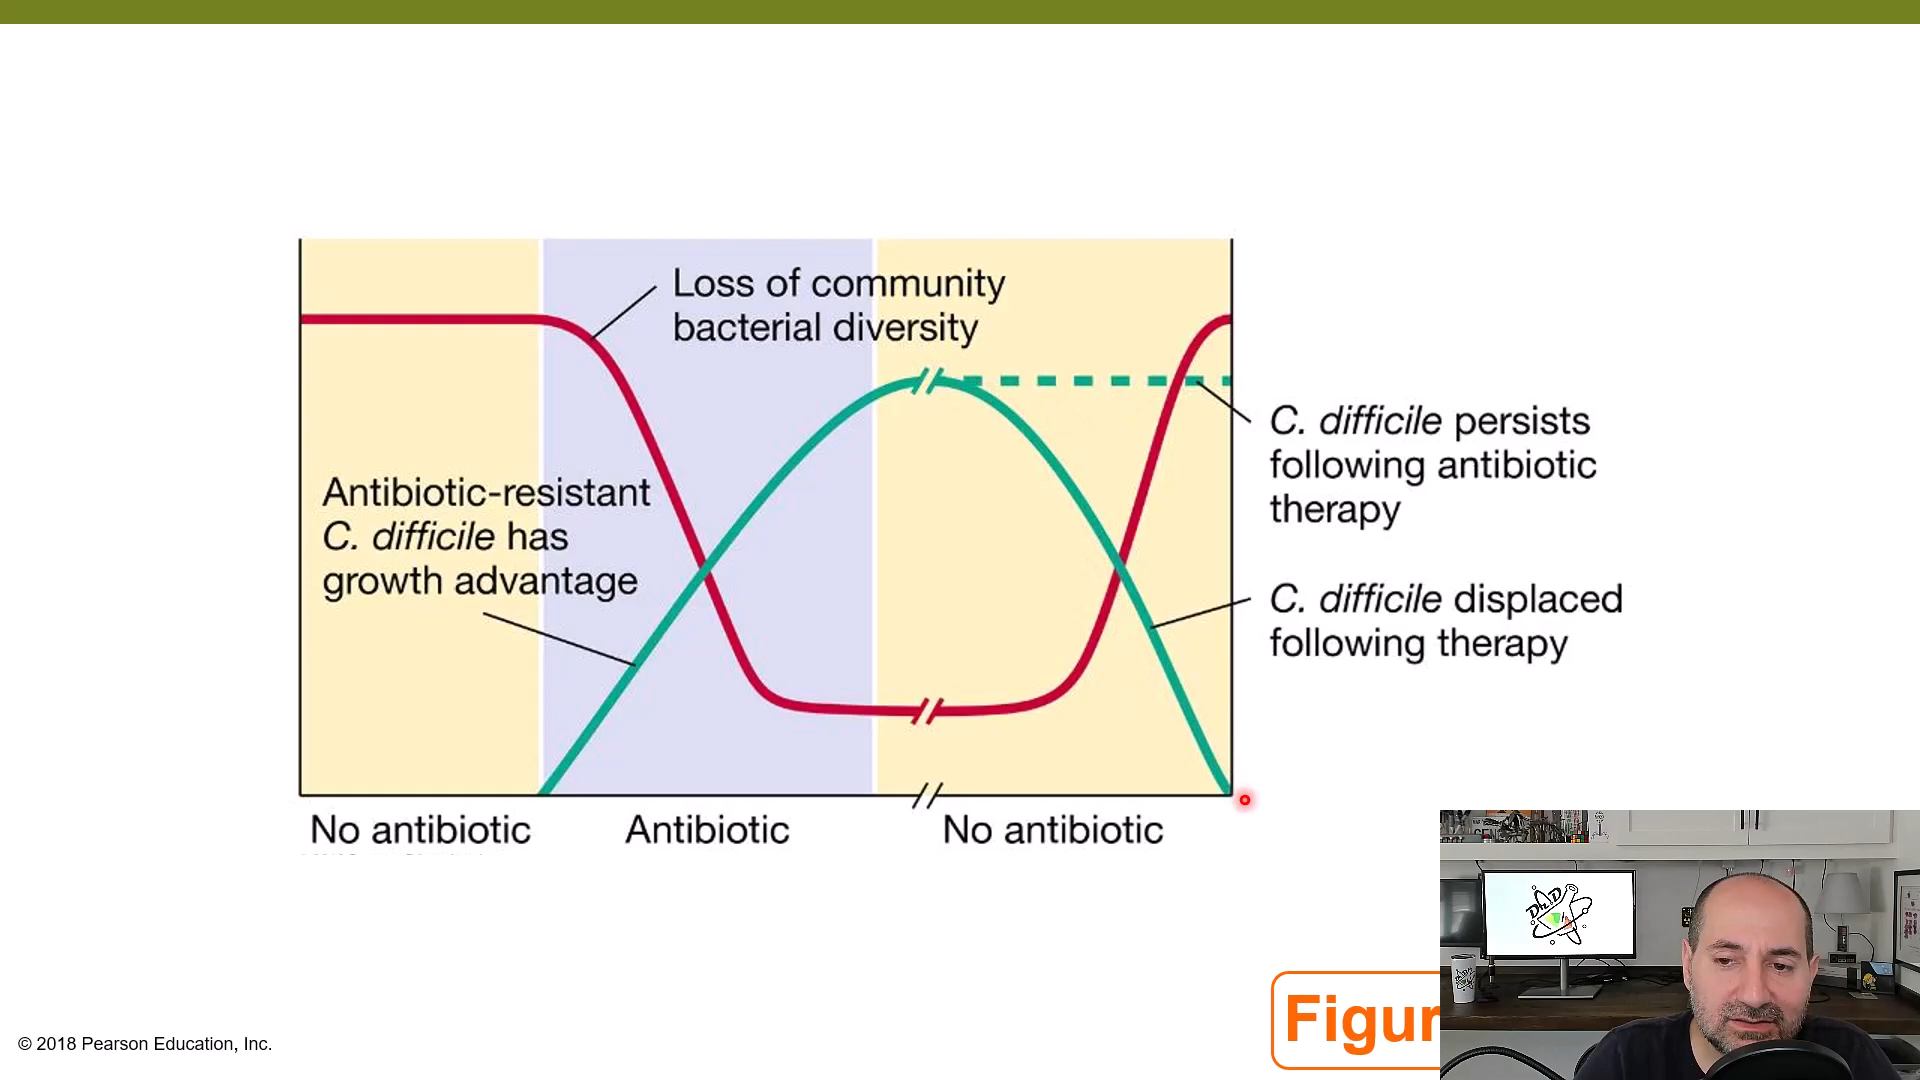 Loss of community
bacterial diversity
Antibiotic-resistant
C. difficile has
growth advantage
C. difficile persists
following antibiotic
therapy
C. difficile displaced
following therapy
No antibiotic
Antibiotic
No antibiotic
Figur
© 2018 Pearson Education, Inc.